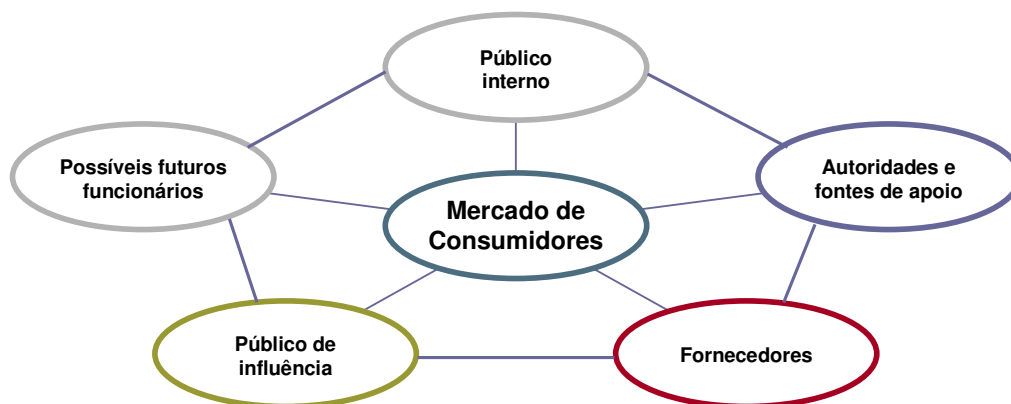 Público
interno
Possíveis futuros
funcionários
Autoridades e
fontes de apoio
Mercado de
Consumidores
Público de
influência
Fornecedores